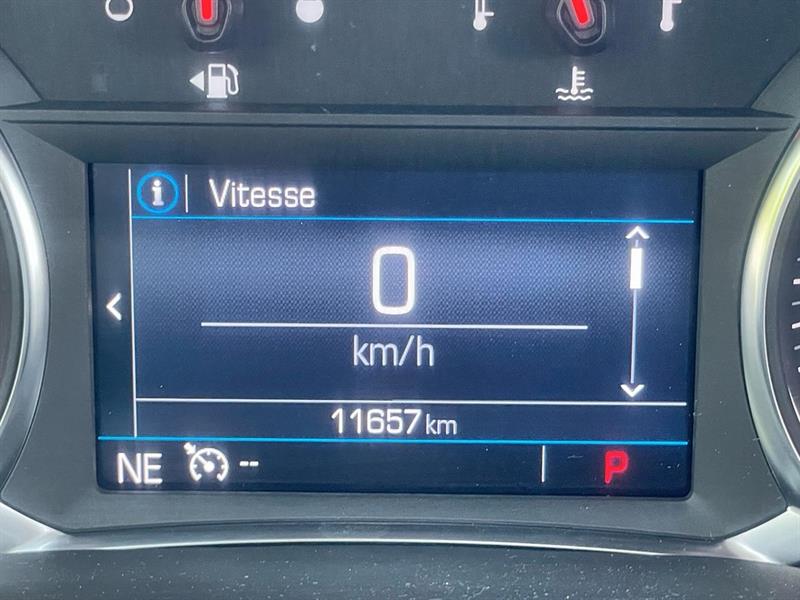 Vitesse
0
km/h
11657 km
NE --
P